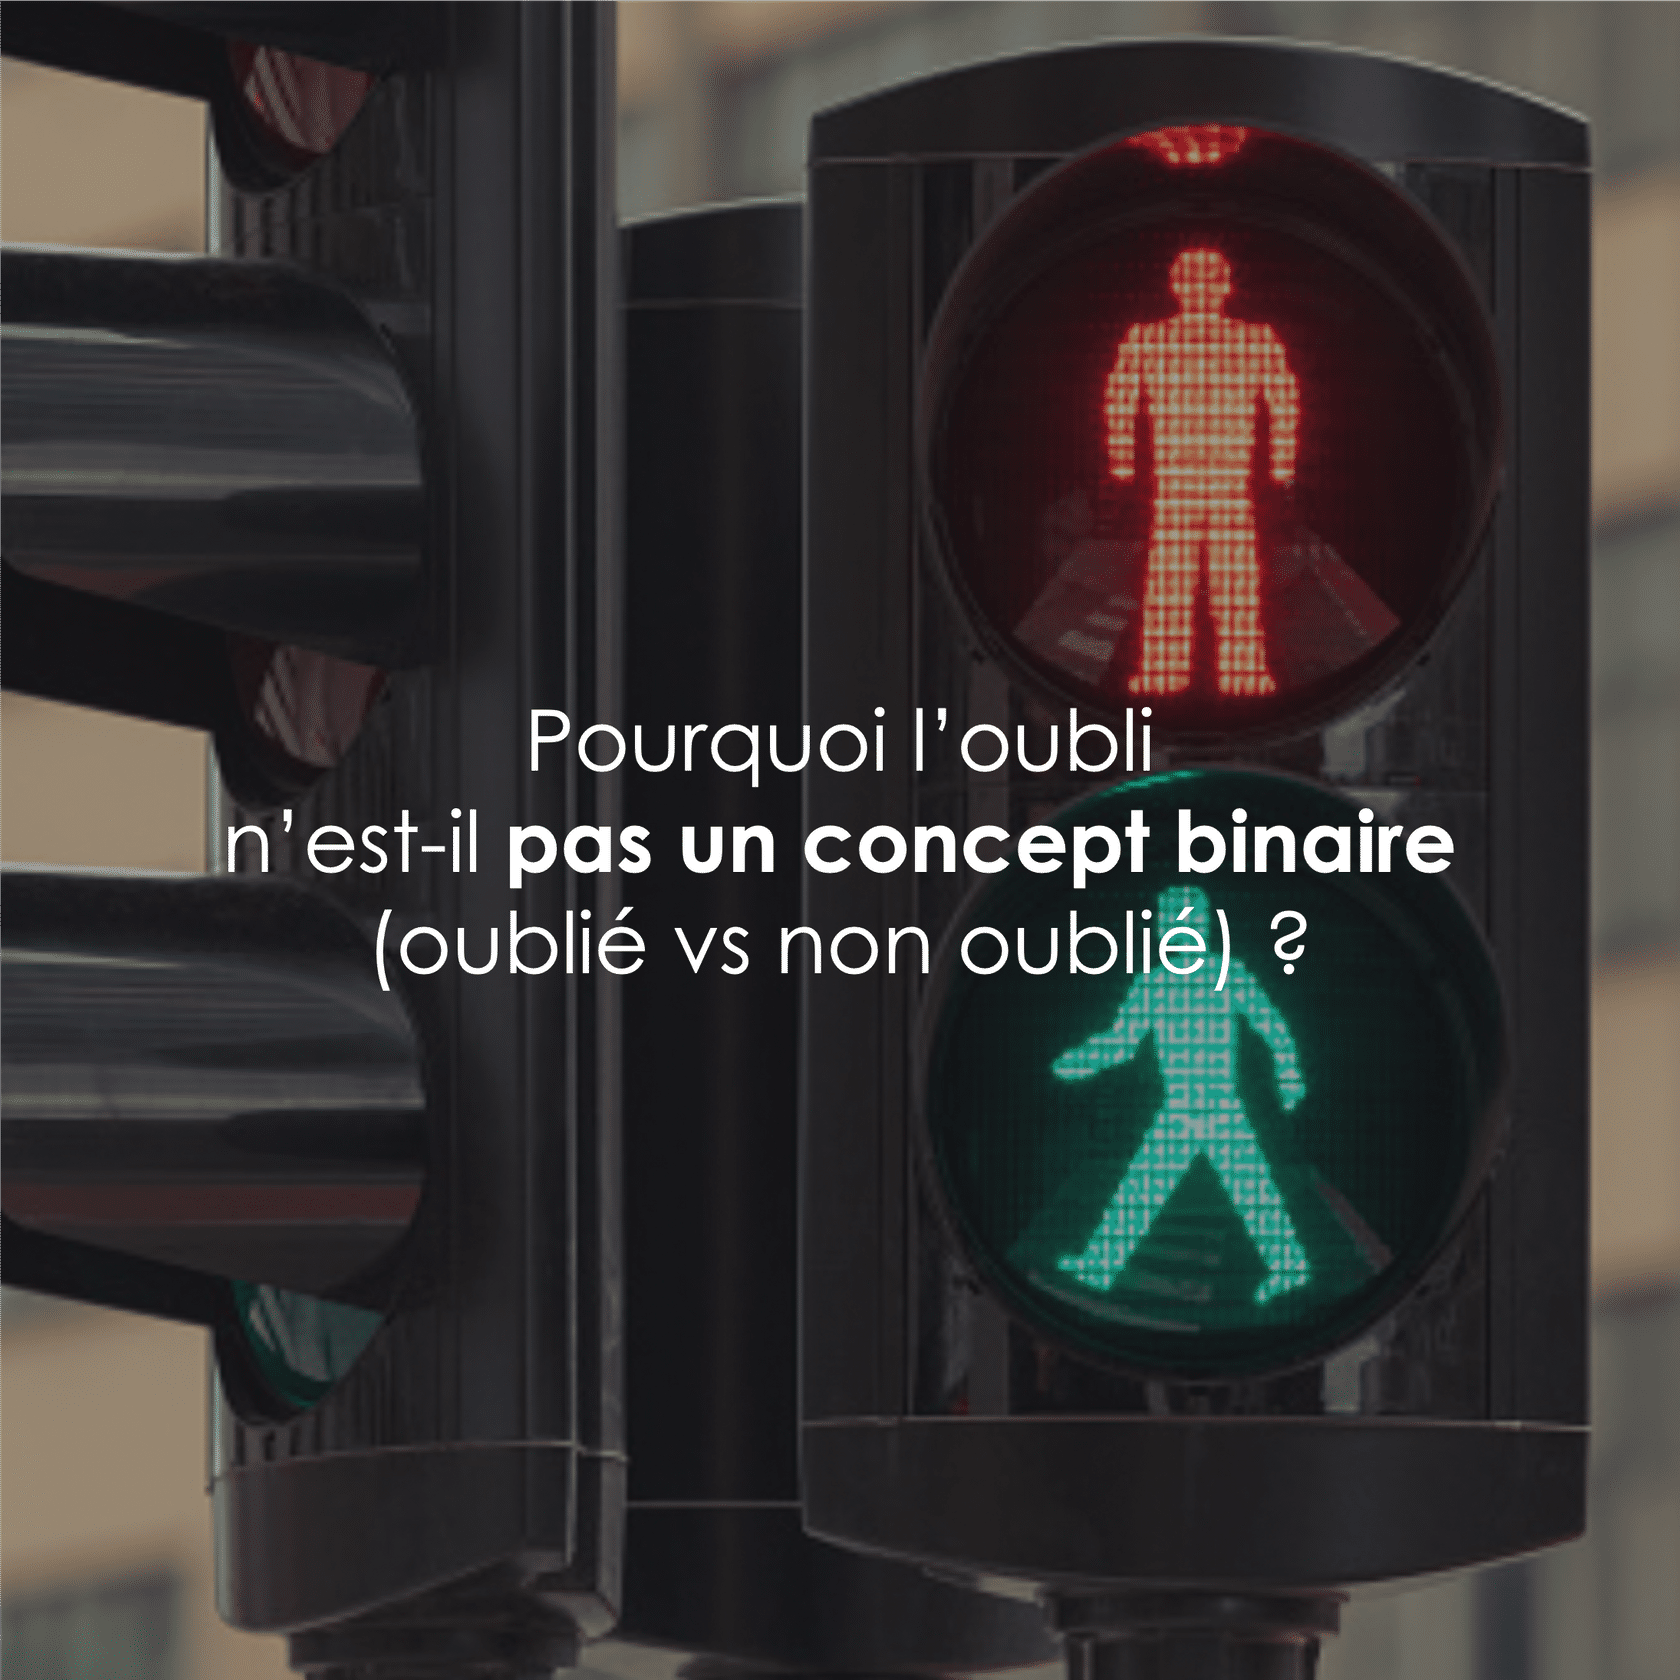 Pourquoi l’oubli
n’est-il pas un concept binaire
(oublié vs non oublié) ?